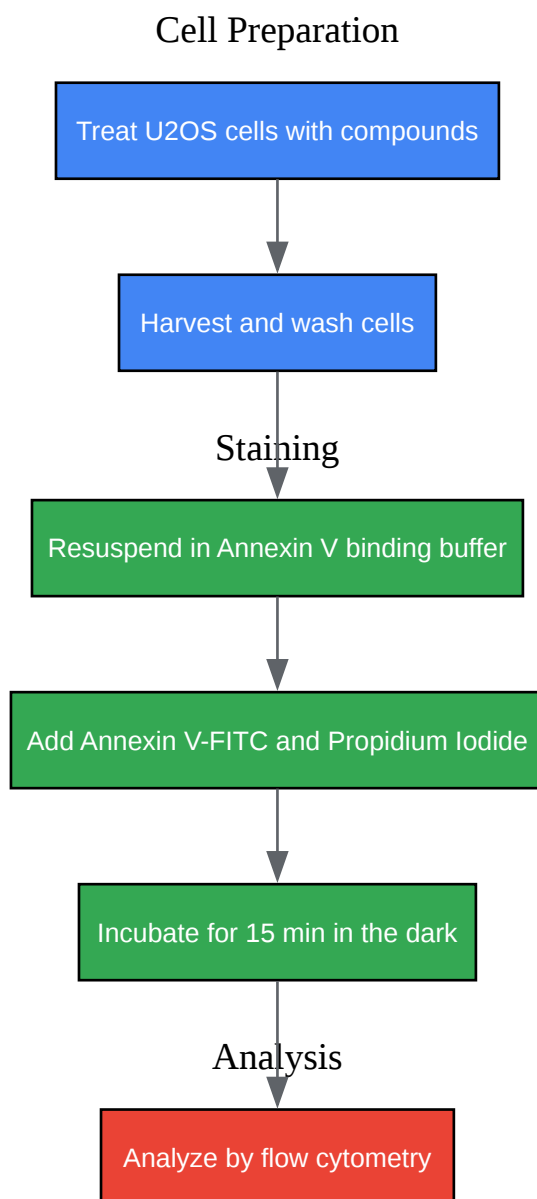 Cell Preparation
Treat U2OS cells with compounds
Harvest and wash cells
Staining
Resuspend in Annexin V binding buffer
Add Annexin V-FITC and Propidium Iodide
Incubate for 15 min in the dark
Analysis
Analyze by flow cytometry